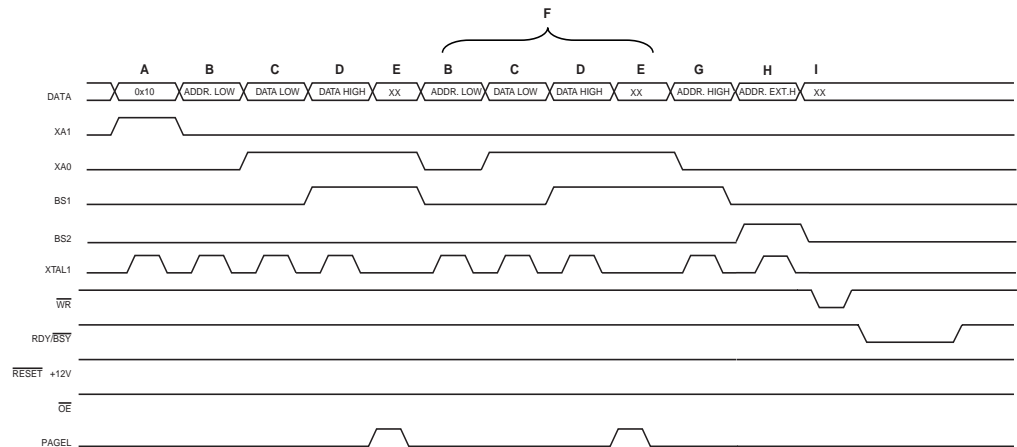 F
A B C D E B C D E G H I
DATA 0x10 ADDR. LOW DATA LOW DATA HIGH XX ADDR. LOW DATA LOW DATA HIGH XX ADDR. HIGH ADDR. EXT.H XX
XA1
XA0
BS1
BS2
XTAL1
WR
RDY/BSY
RESET +12V
OE
PAGEL